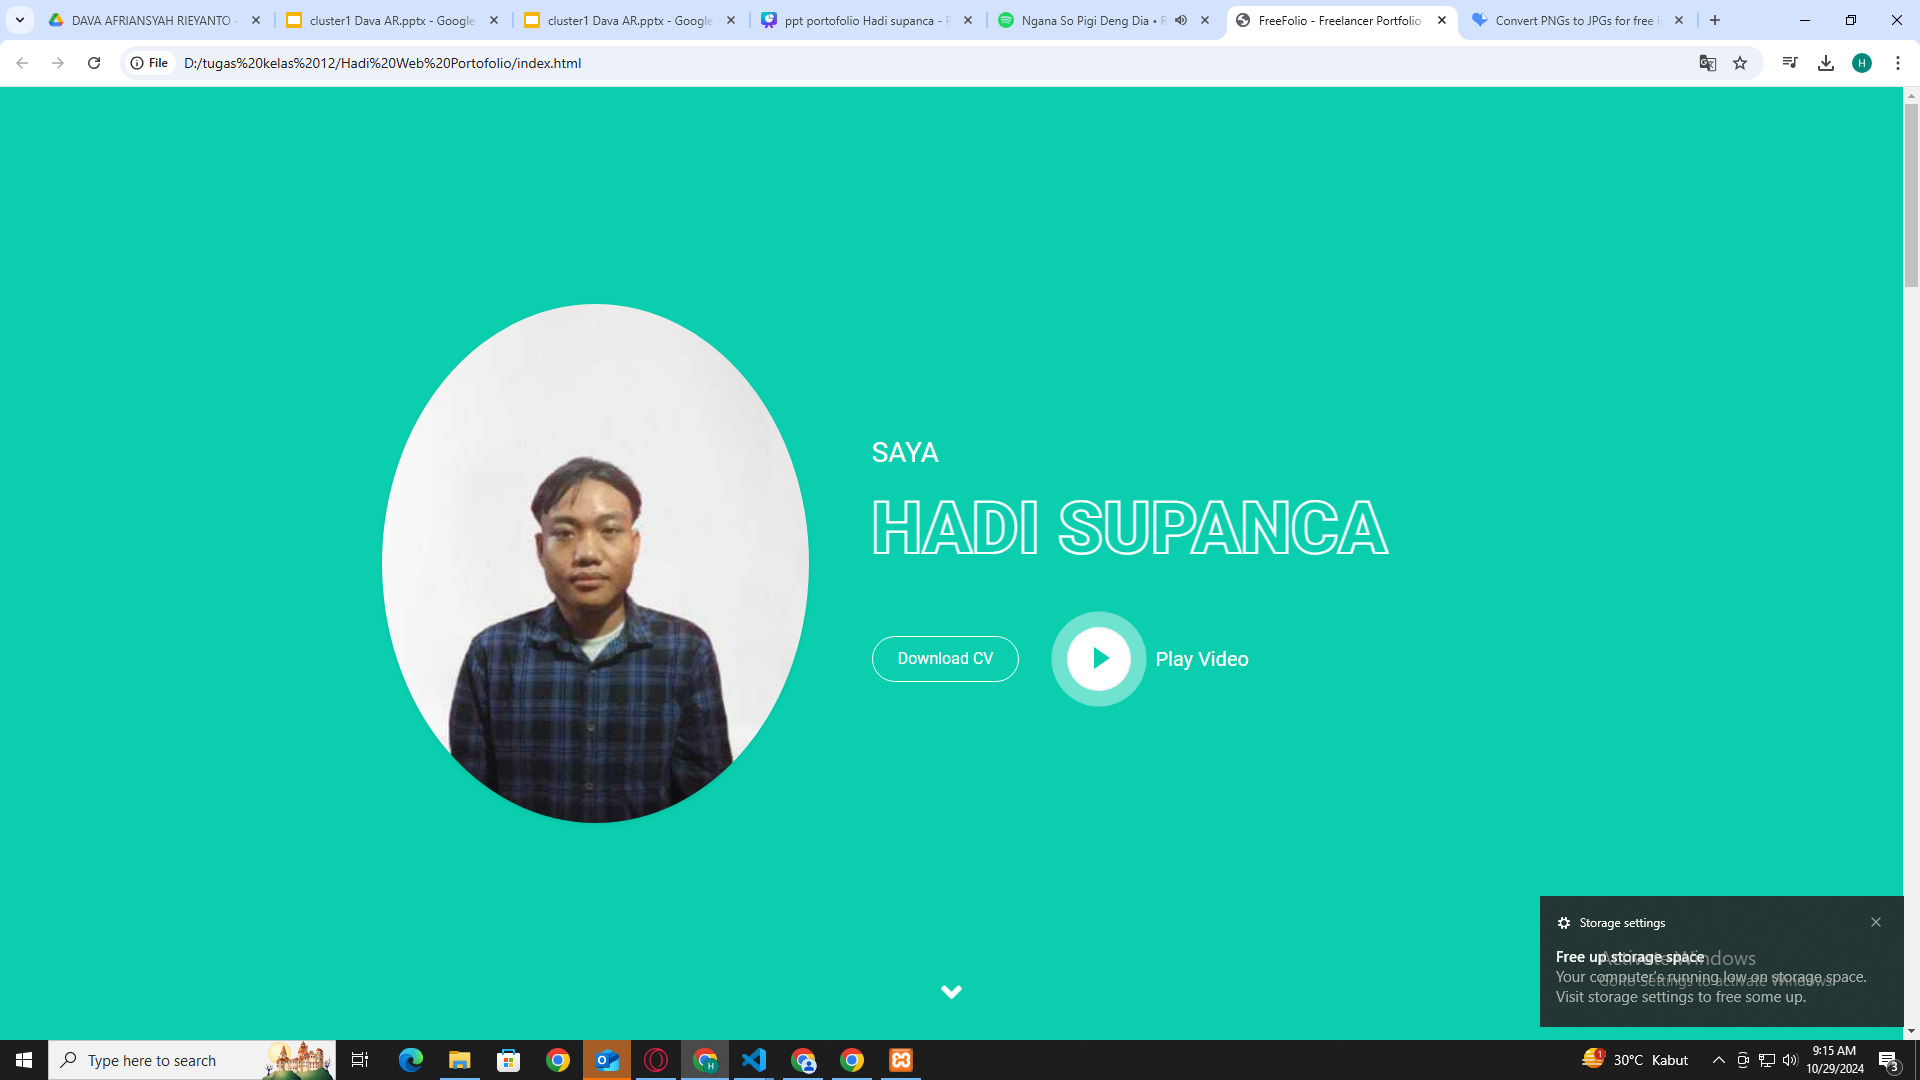 DAVA AFRIANSYAH RIEYANTO -
cluster1 Dava AR.pptx - Google
cluster1 Dava AR.pptx - Google
ppt portofolio Hadi supanca -
Ngana So Pigi Deng Dia •
FreeFolio - Freelancer Portfolio
Convert PNGs to JPGs for free
File
D:/tugas%20kelas%2012/Hadi%20Web%20Portofolio/index.html
H
SAYA
HADI SUPANCA
Download CV
Play Video
Storage settings
Free up storage space
Your computer's running low on storage space.
Visit storage settings to free some up.
Activate Windows
Go to Settings to activate Windows.
Type here to search
1
30°C Kabut
9:15 AM
10/29/2024
3